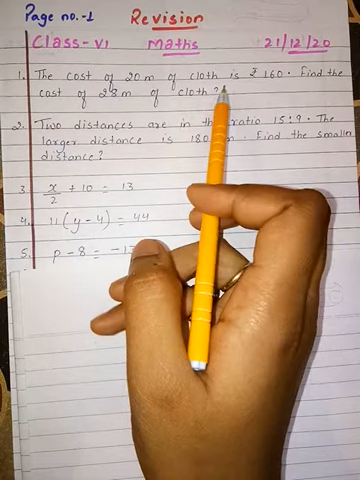 Page no.-1 Revision
Class-VI Maths 21/12/20
1. The cost of 20 m of cloth is ₹ 160. Find the
cost of 28 m of cloth?
2. Two distances are in the ratio 15:9. The
larger distance is 180 m. Find the smaller
distance?
3. x/2 + 10 = 13
4. 11(y-4) = 44
5. p - 8 =